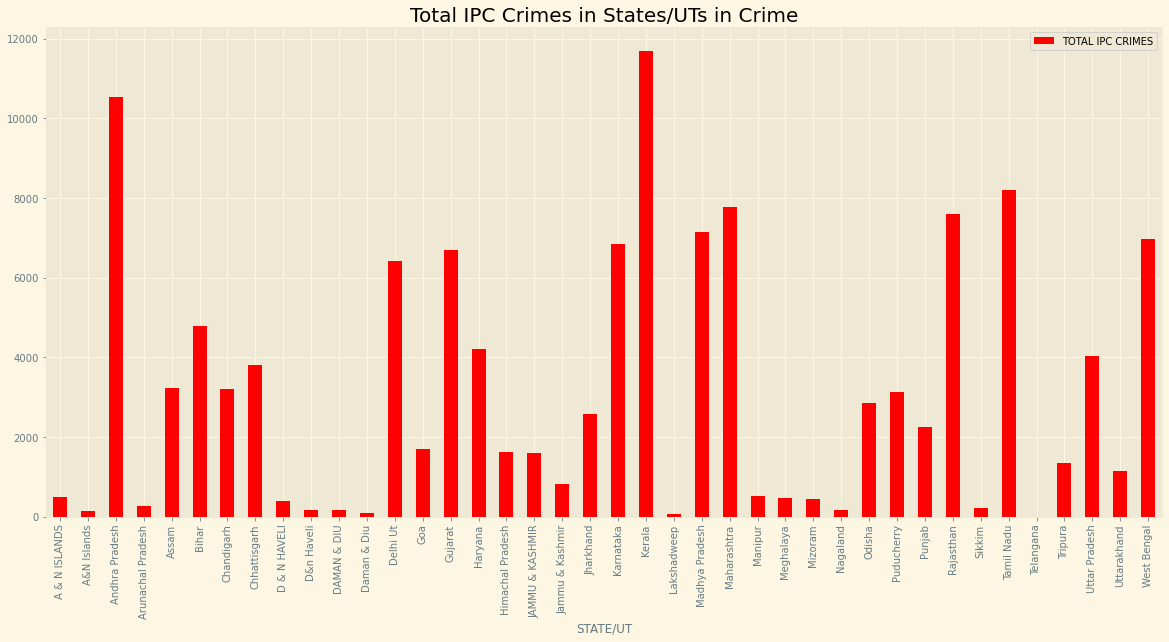 Total IPC Crimes in States/UTs in Crime
TOTAL IPC CRIMES
12000
10000
8000
6000
4000
2000
0
A & N ISLANDS
A&N Islands
Andhra Pradesh
Arunachal Pradesh
Assam
Bihar
Chandigarh
Chhattisgarh
D & N HAVELI
D&n Haveli
DAMAN & DIU
Daman & Diu
Delhi Ut
Goa
Gujarat
Haryana
Himachal Pradesh
JAMMU & KASHMIR
Jammu & Kashmir
Jharkhand
Karnataka
Kerala
Lakshadweep
Madhya Pradesh
Maharashtra
Manipur
Meghalaya
Mizoram
Nagaland
Odisha
Puducherry
Punjab
Rajasthan
Sikkim
Tamil Nadu
Telangana
Tripura
Uttar Pradesh
Uttarakhand
West Bengal
STATE/UT